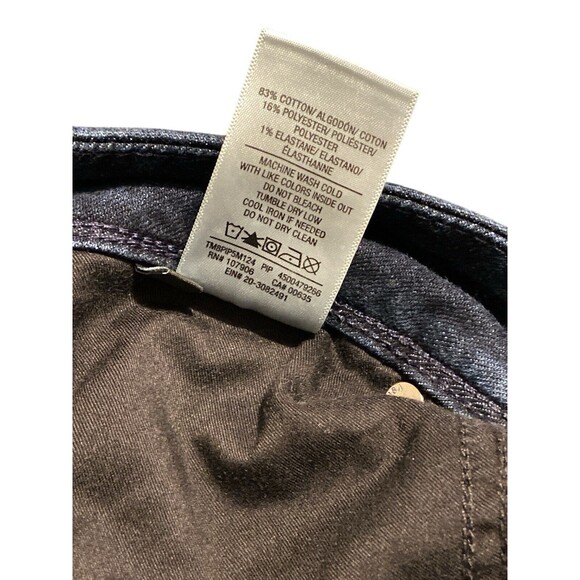 83% COTTON/ ALGODÓN/ COTON
16% POLYESTER/ POLIÉSTER/
POLYESTER
1% ELASTANE/ ELASTANO/
ÉLASTHANNE
MACHINE WASH COLD
WITH LIKE COLORS INSIDE OUT
DO NOT BLEACH
TUMBLE DRY LOW
COOL IRON IF NEEDED
DO NOT DRY CLEAN
TM8PIP5M124 PIP 4500479266
RN# 107906 CA# 00635
EIN# 20-3082491